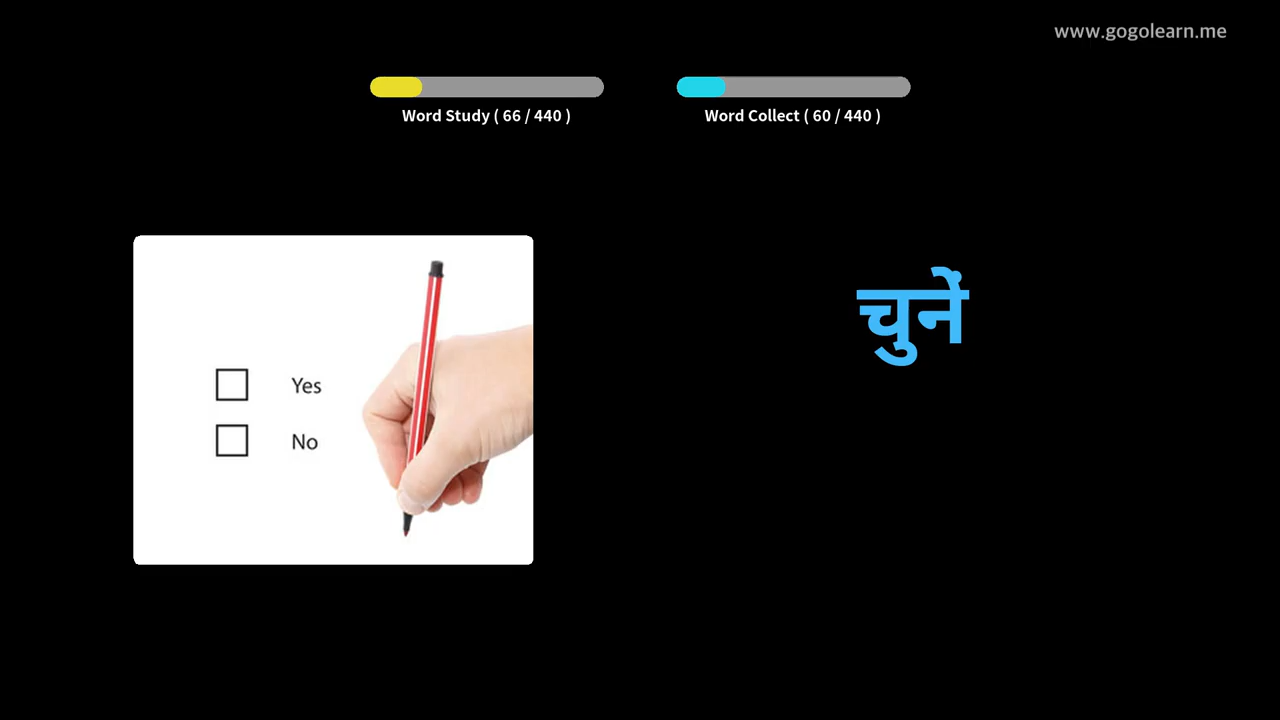 www.gogolearn.me
Word Study ( 66 / 440 )
Word Collect ( 60 / 440 )
चुनें
Yes
No